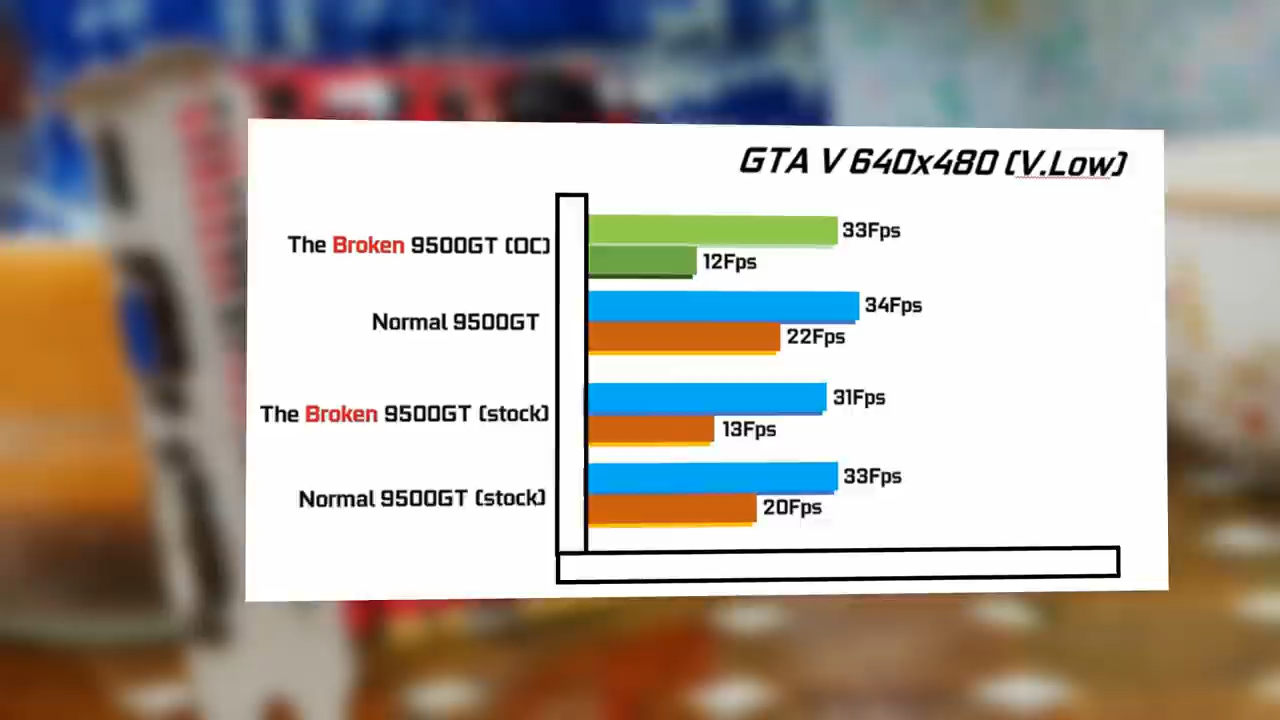 GTA V 640x480 (V.Low)
The Broken 9500GT (OC)
33Fps
12Fps
Normal 9500GT
34Fps
22Fps
The Broken 9500GT (stock)
31Fps
13Fps
Normal 9500GT (stock)
33Fps
20Fps